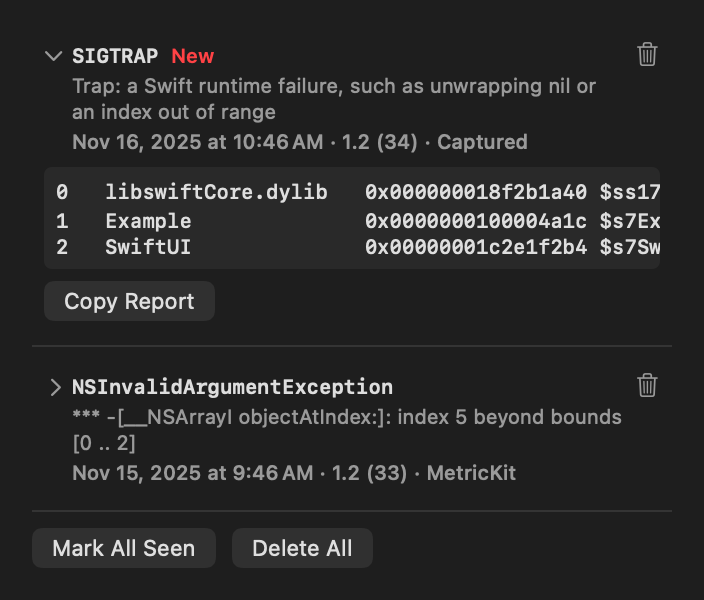 SIGTRAP New
Trap: a Swift runtime failure, such as unwrapping nil or
an index out of range
Nov 16, 2025 at 10:46 AM · 1.2 (34) · Captured
0 libswiftCore.dylib 0x000000018f2b1a40 $ss17
1 Example 0x0000000100004a1c $s7Ex
2 SwiftUI 0x00000001c2e1f2b4 $s7Sw
Copy Report
NSInvalidArgumentException
*** -[__NSArrayI objectAtIndex:]: index 5 beyond bounds
[0 .. 2]
Nov 15, 2025 at 9:46 AM · 1.2 (33) · MetricKit
Mark All Seen Delete All